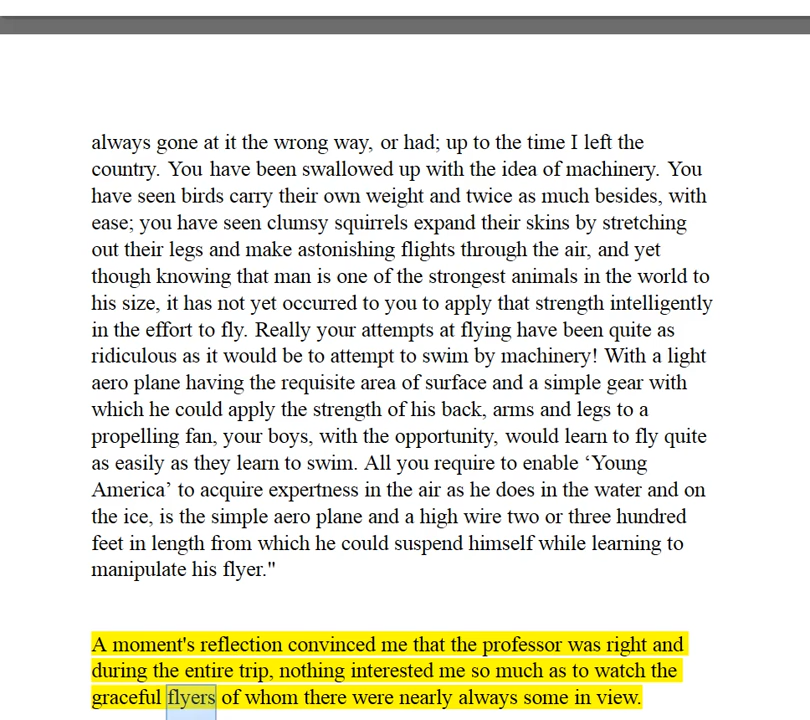 always gone at it the wrong way, or had; up to the time I left the
country. You have been swallowed up with the idea of machinery. You
have seen birds carry their own weight and twice as much besides, with
ease; you have seen clumsy squirrels expand their skins by stretching
out their legs and make astonishing flights through the air, and yet
though knowing that man is one of the strongest animals in the world to
his size, it has not yet occurred to you to apply that strength intelligently
in the effort to fly. Really your attempts at flying have been quite as
ridiculous as it would be to attempt to swim by machinery! With a light
aero plane having the requisite area of surface and a simple gear with
which he could apply the strength of his back, arms and legs to a
propelling fan, your boys, with the opportunity, would learn to fly quite
as easily as they learn to swim. All you require to enable ‘Young
America’ to acquire expertness in the air as he does in the water and on
the ice, is the simple aero plane and a high wire two or three hundred
feet in length from which he could suspend himself while learning to
manipulate his flyer."
A moment's reflection convinced me that the professor was right and
during the entire trip, nothing interested me so much as to watch the
graceful flyers of whom there were nearly always some in view.